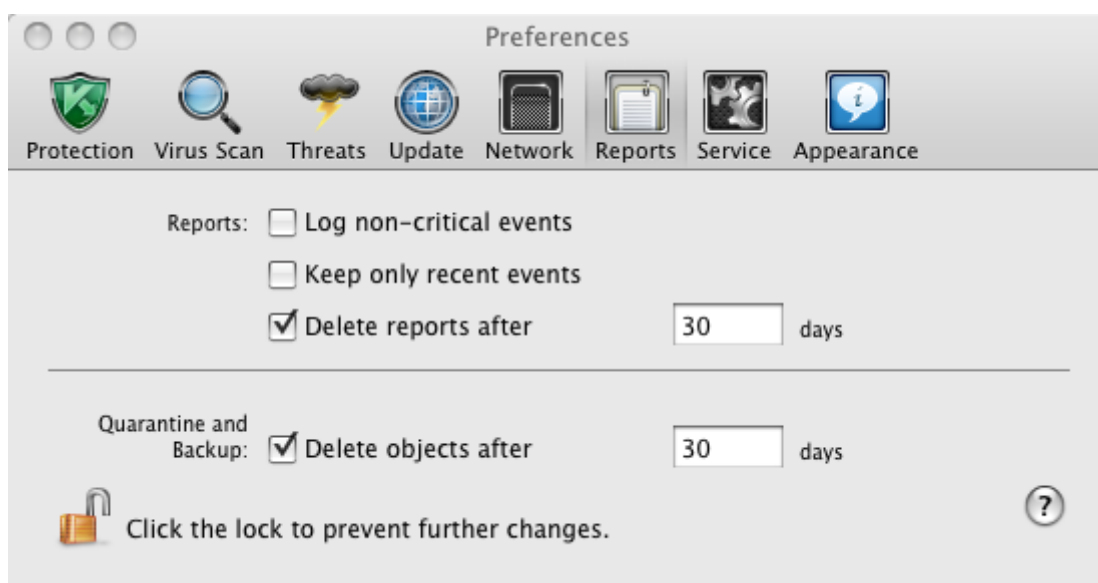 Preferences
Protection Virus Scan Threats Update Network Reports Service Appearance
Reports: Log non-critical events
Keep only recent events
Delete reports after 30 days
Quarantine and
Backup: Delete objects after 30 days
Click the lock to prevent further changes.
?